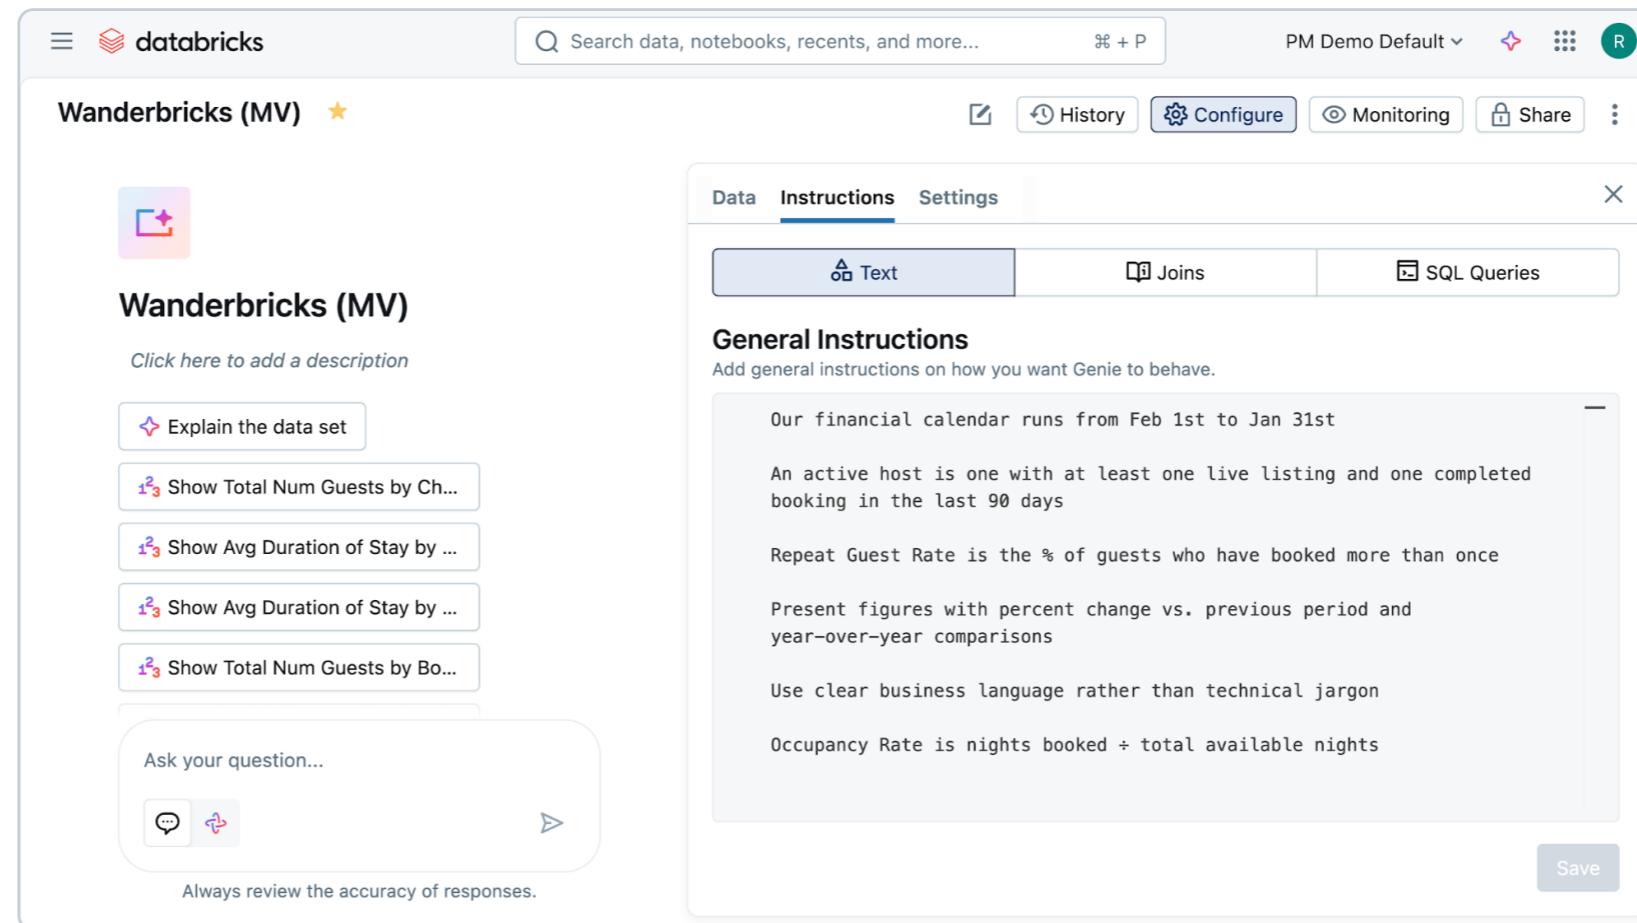 databricks
Search data, notebooks, recents, and more...
⌘ + P
PM Demo Default
R
Wanderbricks (MV)
History
Configure
Monitoring
Share
Wanderbricks (MV)
Click here to add a description
Explain the data set
Show Total Num Guests by Ch...
Show Avg Duration of Stay by ...
Show Avg Duration of Stay by ...
Show Total Num Guests by Bo...
Ask your question...
Always review the accuracy of responses.
Data
Instructions
Settings
Text
Joins
SQL Queries
General Instructions
Add general instructions on how you want Genie to behave.
Our financial calendar runs from Feb 1st to Jan 31st
An active host is one with at least one live listing and one completed
booking in the last 90 days
Repeat Guest Rate is the % of guests who have booked more than once
Present figures with percent change vs. previous period and
year-over-year comparisons
Use clear business language rather than technical jargon
Occupancy Rate is nights booked ÷ total available nights
Save